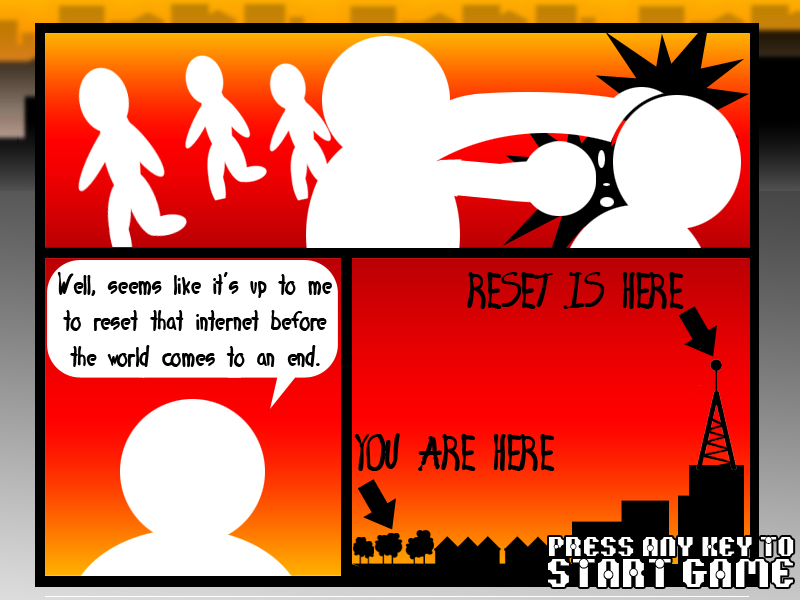 Well, seems like it's up to me
to reset that internet before
the world comes to an end.
RESET IS HERE
YOU ARE HERE
PRESS ANY KEY TO
START GAME